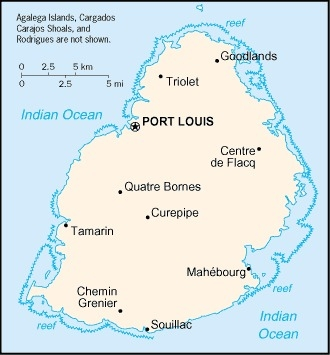 Agalega Islands, Cargados
Carajos Shoals, and
Rodrigues are not shown.
0 2.5 5 km
0 2.5 5 mi
reef
Goodlands
Triolet
Indian Ocean
PORT LOUIS
Centre
de Flacq
Quatre Bornes
Curepipe
Tamarin
Mahébourg
Chemin
Grenier
reef
Indian
Ocean
reef
Souillac